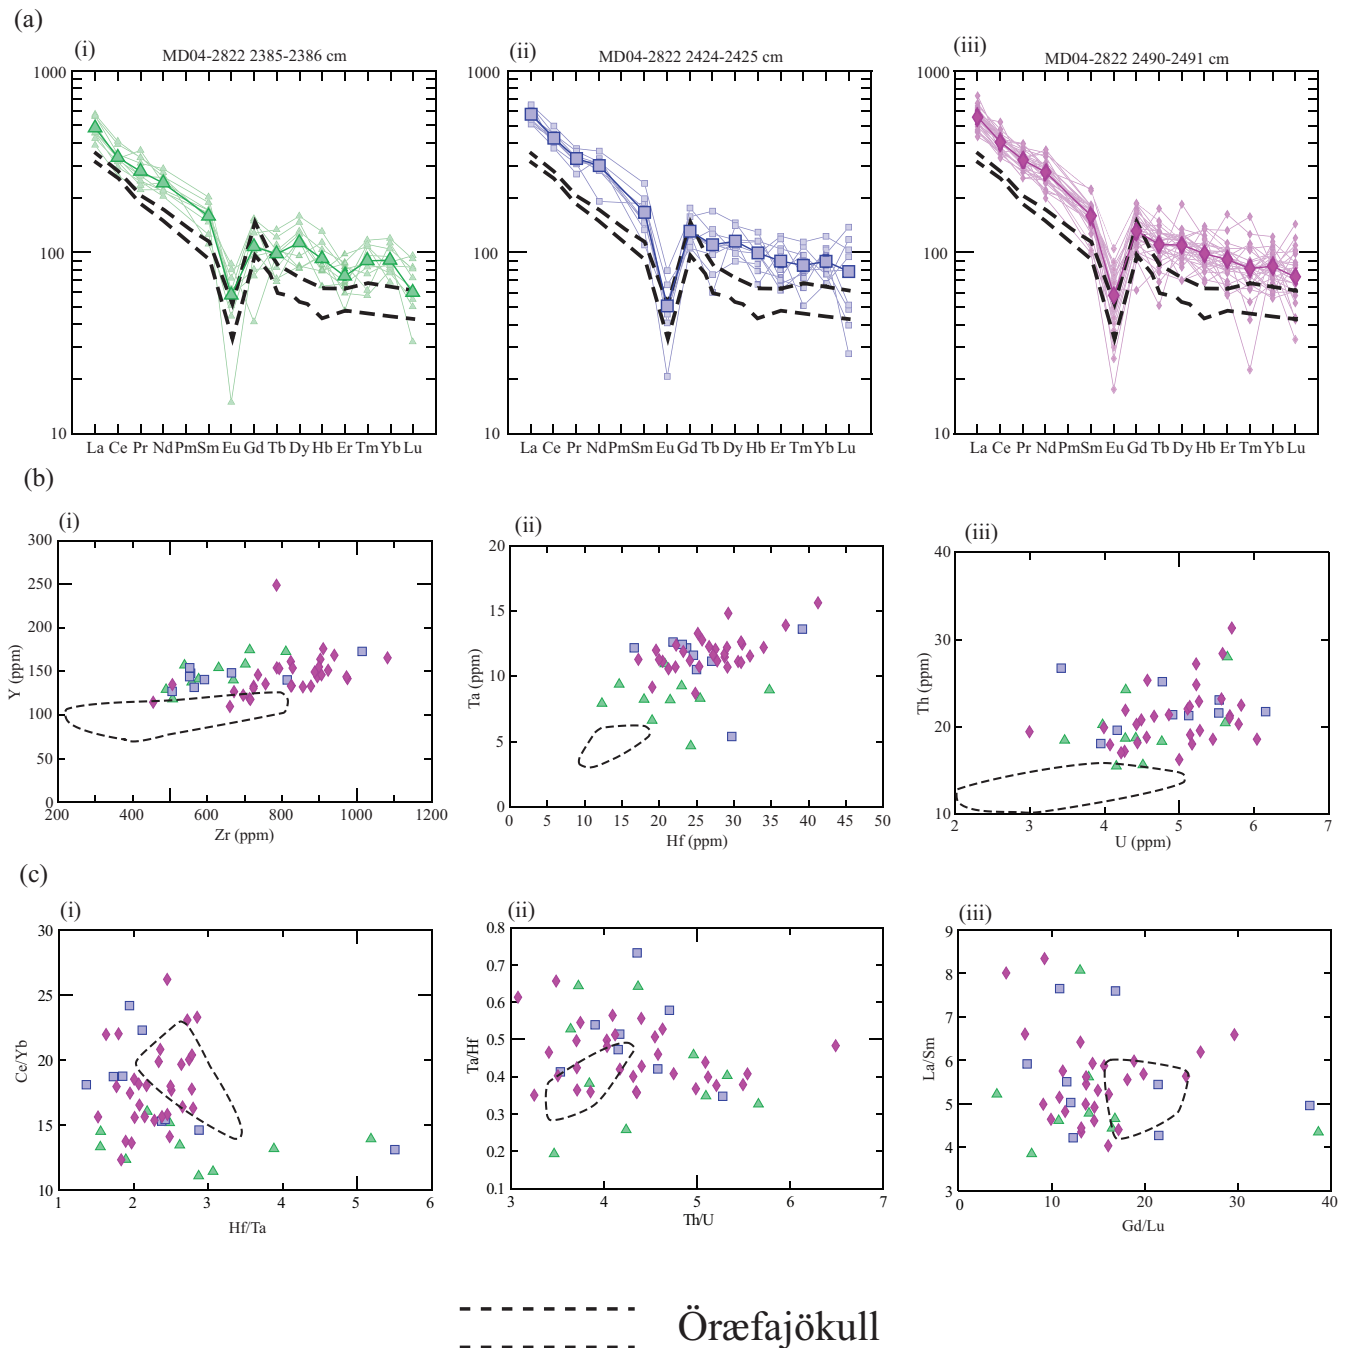 (a)
(i)
MD04-2822 2385-2386 cm
(ii)
MD04-2822 2424-2425 cm
(iii)
MD04-2822 2490-2491 cm
1000
100
10
La Ce Pr Nd Pm Sm Eu Gd Tb Dy Hb Er Tm Yb Lu
1000
100
10
La Ce Pr Nd Pm Sm Eu Gd Tb Dy Hb Er Tm Yb Lu
1000
100
10
La Ce Pr Nd Pm Sm Eu Gd Tb Dy Hb Er Tm Yb Lu
(b)
(i)
300
250
200
150
100
50
0
Y (ppm)
200 400 600 800 1000 1200
Zr (ppm)
(ii)
20
15
10
5
0
Ta (ppm)
0 5 10 15 20 25 30 35 40 45 50
Hf (ppm)
(iii)
40
30
20
10
Th (ppm)
2 3 4 5 6 7
U (ppm)
(c)
(i)
30
25
20
15
10
Ce/Yb
1 2 3 4 5 6
Hf/Ta
(ii)
0.8
0.7
0.6
0.5
0.4
0.3
0.2
0.1
Ta/Hf
3 4 5 6 7
Th/U
(iii)
9
8
7
6
5
4
3
La/Sm
0 10 20 30 40
Gd/Lu
Öræfajökull